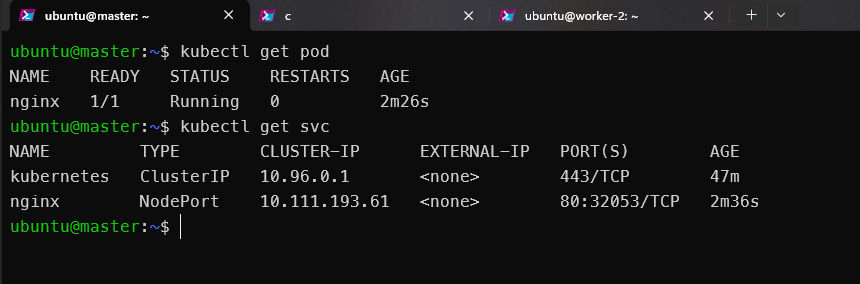 ubuntu@master: ~ c ubuntu@worker-2: ~
ubuntu@master:~$ kubectl get pod
NAME READY STATUS RESTARTS AGE
nginx 1/1 Running 0 2m26s
ubuntu@master:~$ kubectl get svc
NAME TYPE CLUSTER-IP EXTERNAL-IP PORT(S) AGE
kubernetes ClusterIP 10.96.0.1 <none> 443/TCP 47m
nginx NodePort 10.111.193.61 <none> 80:32053/TCP 2m36s
ubuntu@master:~$